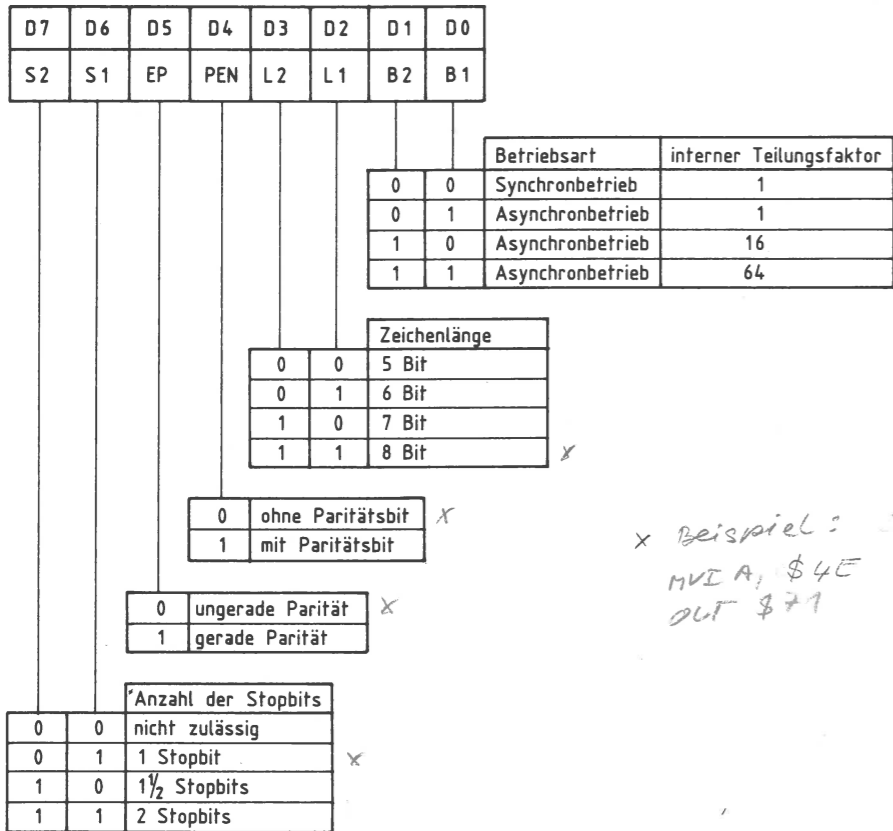 D7 D6 D5 D4 D3 D2 D1 D0
S2 S1 EP PEN L2 L1 B2 B1
Betriebsart interner Teilungsfaktor
0 0 Synchronbetrieb 1
0 1 Asynchronbetrieb 1
1 0 Asynchronbetrieb 16
1 1 Asynchronbetrieb 64
Zeichenlänge
0 0 5 Bit
0 1 6 Bit
1 0 7 Bit
1 1 8 Bit x
0 ohne Paritätsbit x
1 mit Paritätsbit
x Beispiel:
MVI A, $4E
OUT $71
0 ungerade Parität x
1 gerade Parität
Anzahl der Stopbits
0 0 nicht zulässig
0 1 1 Stopbit x
1 0 1½ Stopbits
1 1 2 Stopbits